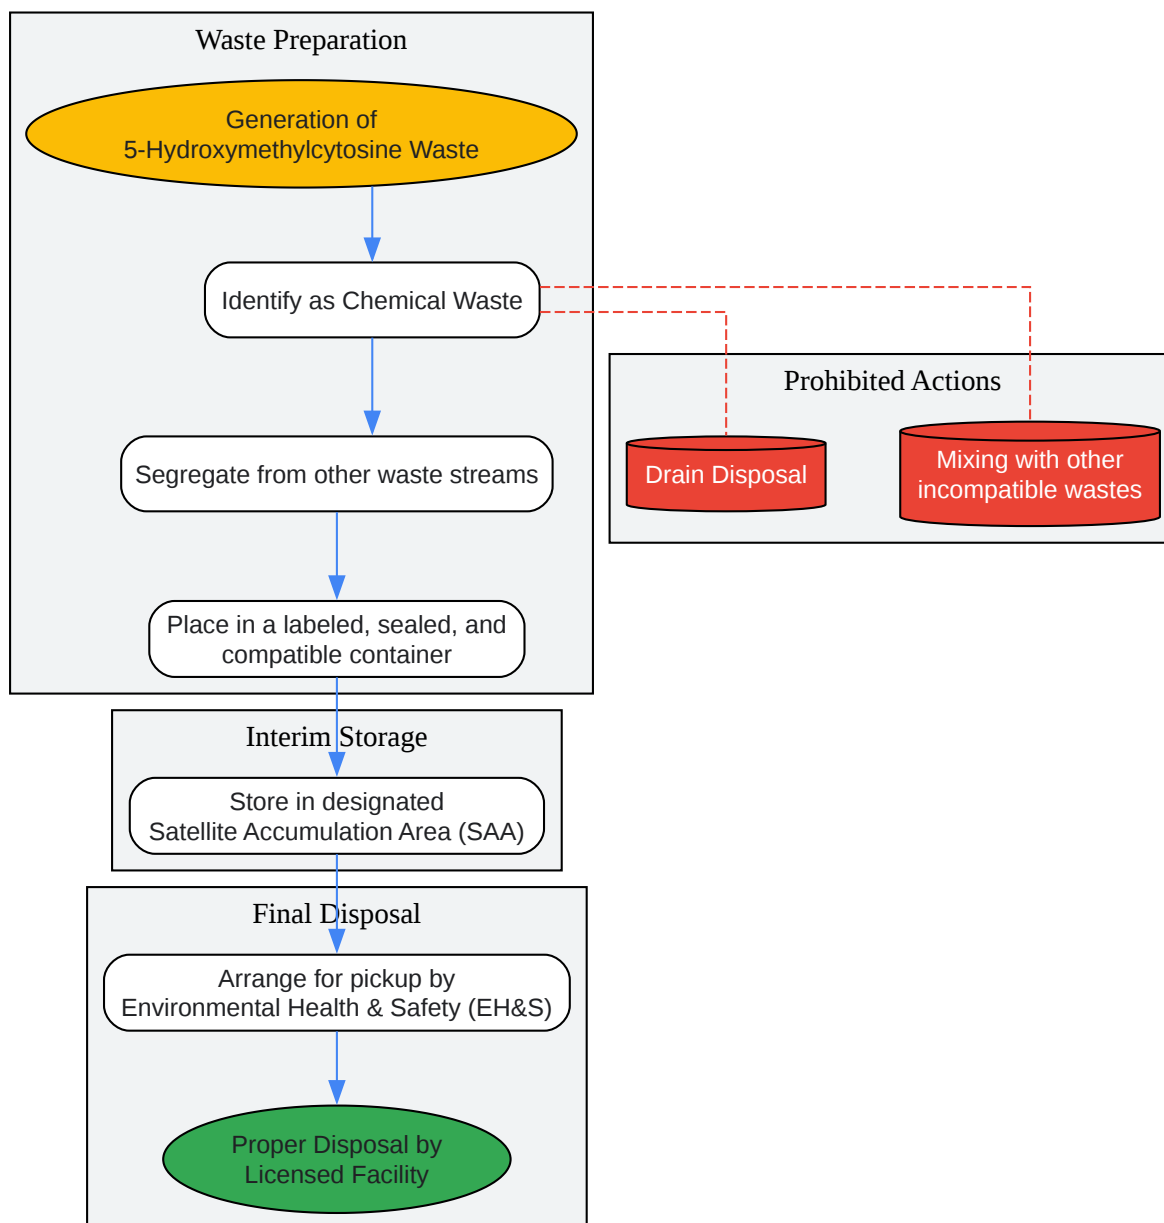 Waste Preparation
Generation of
5-Hydroxymethylcytosine Waste
Identify as Chemical Waste
Segregate from other waste streams
Place in a labeled, sealed, and
compatible container
Prohibited Actions
Drain Disposal
Mixing with other
incompatible wastes
Interim Storage
Store in designated
Satellite Accumulation Area (SAA)
Final Disposal
Arrange for pickup by
Environmental Health & Safety (EH&S)
Proper Disposal by
Licensed Facility